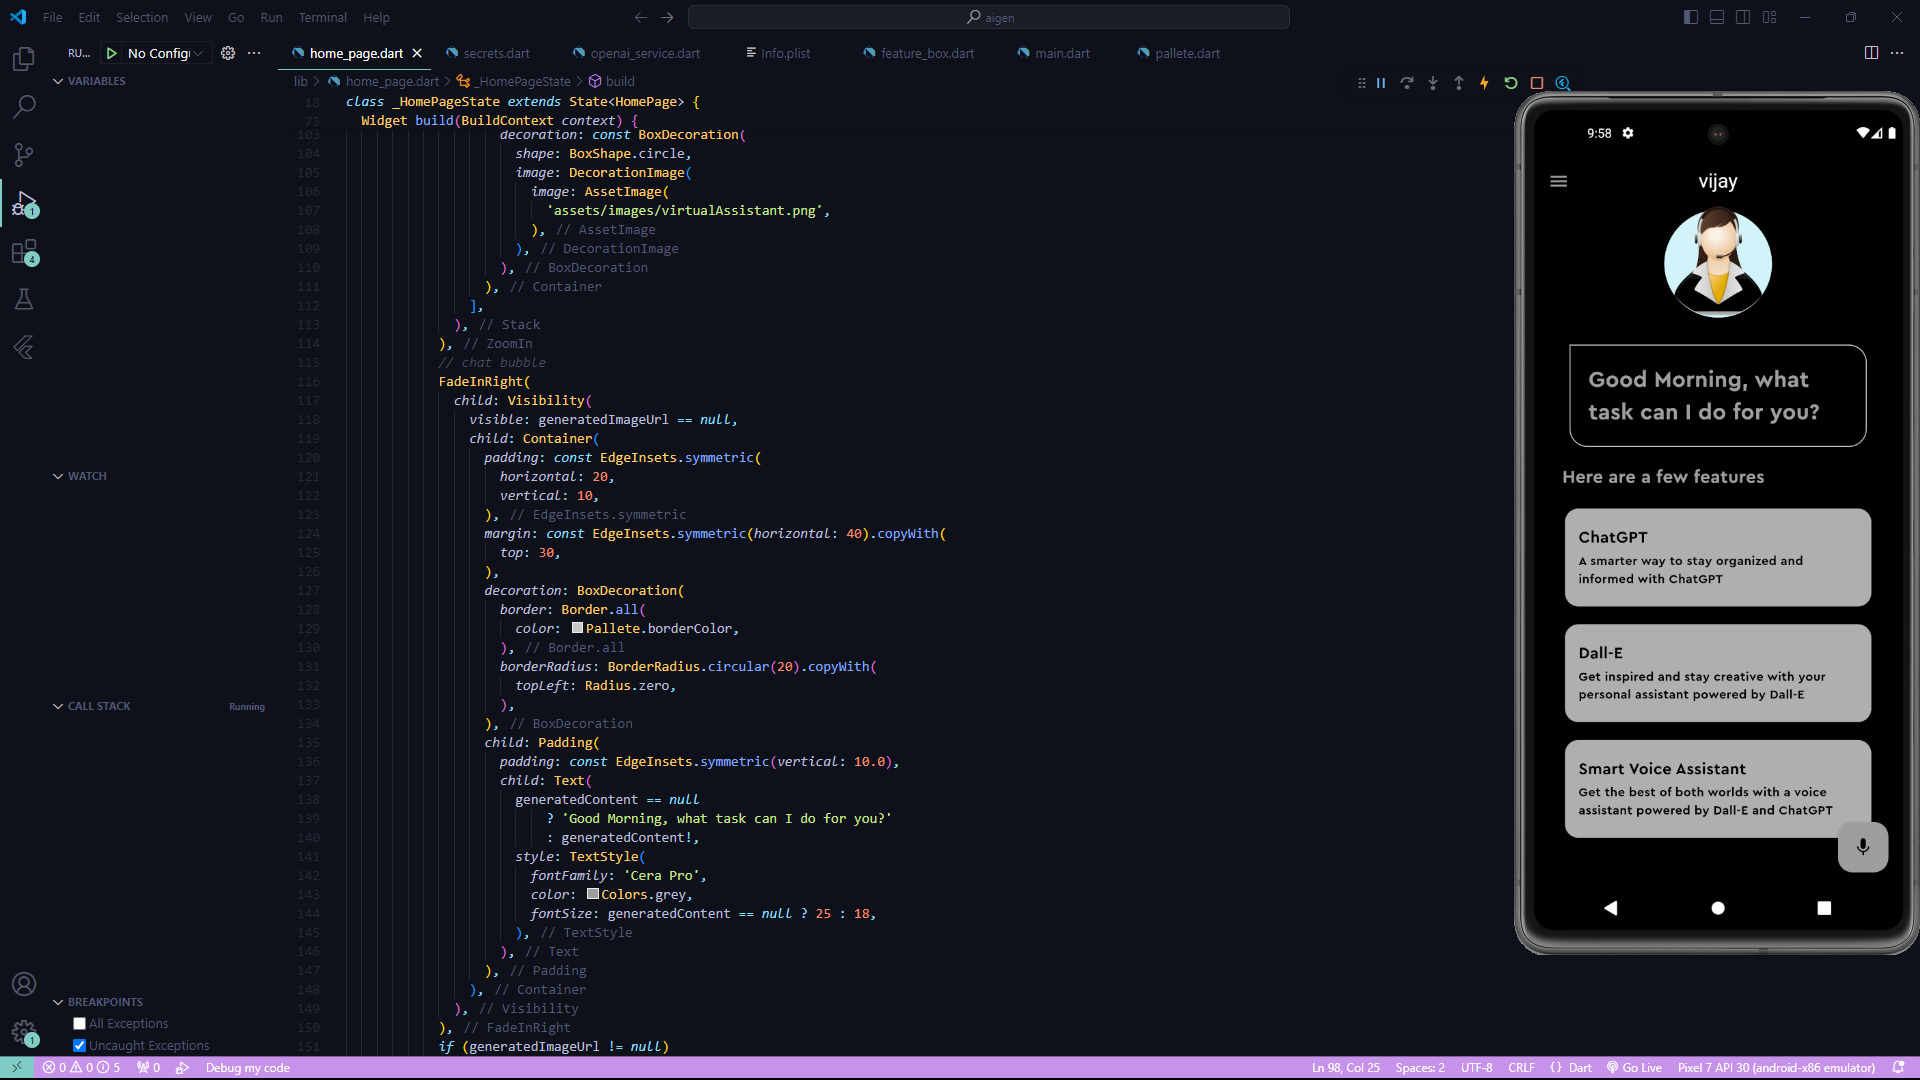 File Edit Selection View Go Run Terminal Help
aigen
RU... No Config
home_page.dart secrets.dart openai_service.dart Info.plist feature_box.dart main.dart pallete.dart
VARIABLES
lib > home_page.dart > _HomePageState > build
18 class _HomePageState extends State<HomePage> {
73 Widget build(BuildContext context) {
103 decoration: const BoxDecoration(
104 shape: BoxShape.circle,
105 image: DecorationImage(
106 image: AssetImage(
107 'assets/images/virtualAssistant.png',
108 ), // AssetImage
109 ), // DecorationImage
110 ), // BoxDecoration
111 ), // Container
112 ],
113 ), // Stack
114 ), // ZoomIn
115 // chat bubble
116 FadeInRight(
117 child: Visibility(
118 visible: generatedImageUrl == null,
119 child: Container(
120 padding: const EdgeInsets.symmetric(
121 horizontal: 20,
122 vertical: 10,
123 ), // EdgeInsets.symmetric
124 margin: const EdgeInsets.symmetric(horizontal: 40).copyWith(
125 top: 30,
126 ),
127 decoration: BoxDecoration(
128 border: Border.all(
129 color: Pallete.borderColor,
130 ), // Border.all
131 borderRadius: BorderRadius.circular(20).copyWith(
132 topLeft: Radius.zero,
133 ),
134 ), // BoxDecoration
135 child: Padding(
136 padding: const EdgeInsets.symmetric(vertical: 10.0),
137 child: Text(
138 generatedContent == null
139 ? 'Good Morning, what task can I do for you?'
140 : generatedContent!,
141 style: TextStyle(
142 fontFamily: 'Cera Pro',
143 color: Colors.grey,
144 fontSize: generatedContent == null ? 25 : 18,
145 ), // TextStyle
146 ), // Text
147 ), // Padding
148 ), // Container
149 ), // Visibility
150 ), // FadeInRight
151 if (generatedImageUrl != null)
WATCH
CALL STACK Running
BREAKPOINTS
All Exceptions
Uncaught Exceptions
1
4
1
9:58
vijay
Good Morning, what
task can I do for you?
Here are a few features
ChatGPT
A smarter way to stay organized and
informed with ChatGPT
Dall-E
Get inspired and stay creative with your
personal assistant powered by Dall-E
Smart Voice Assistant
Get the best of both worlds with a voice
assistant powered by Dall-E and ChatGPT
0 0 5 0 Debug my code Ln 98, Col 25 Spaces: 2 UTF-8 CRLF {} Dart Go Live Pixel 7 API 30 (android-x86 emulator)